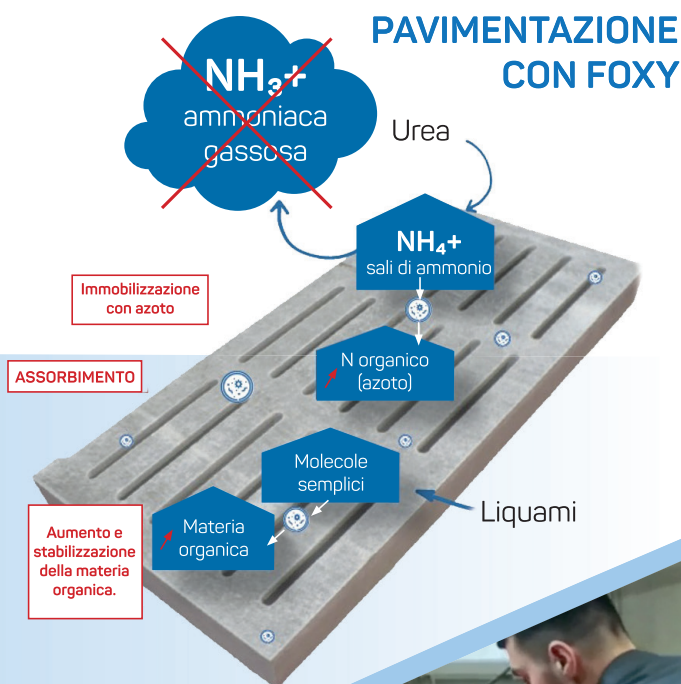 PAVIMENTAZIONE
CON FOXY
NH₃+
ammoniaca
gassosa
Urea
NH₄+
sali di ammonio
Immobilizzazione
con azoto
N organico
(azoto)
ASSORBIMENTO
Molecole
semplici
Liquami
Materia
organica
Aumento e
stabilizzazione
della materia
organica.